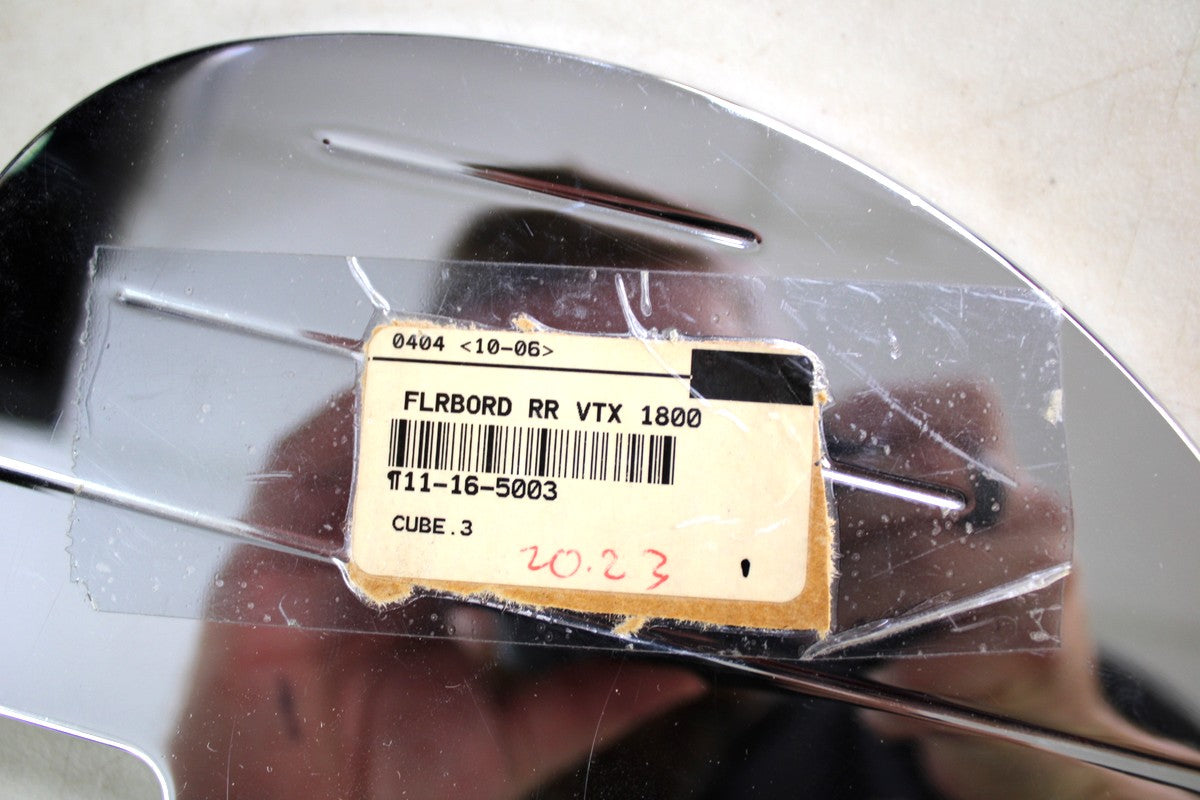 0404 <10-06>
FLRBORD RR VTX 1800
¶11-16-5003
CUBE.3
20.23